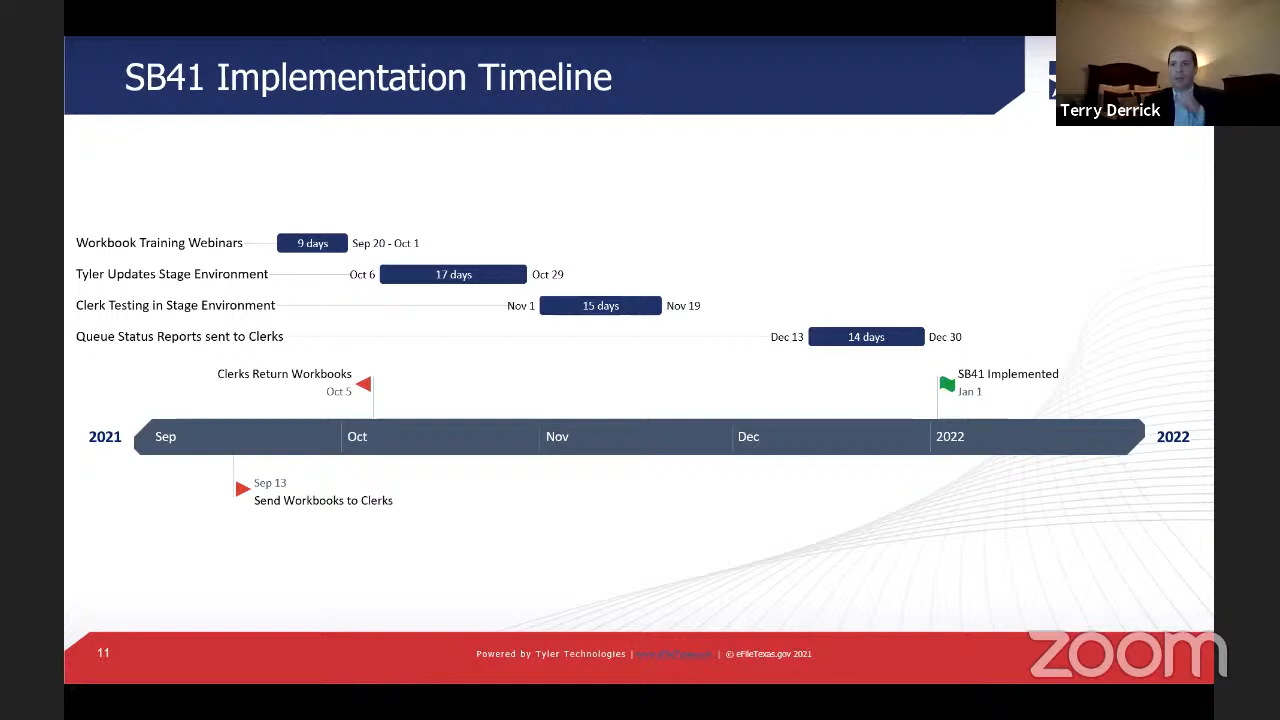 SB41 Implementation Timeline
Terry Derrick
Workbook Training Webinars 9 days Sep 20 - Oct 1
Tyler Updates Stage Environment Oct 6 17 days Oct 29
Clerk Testing in Stage Environment Nov 1 15 days Nov 19
Queue Status Reports sent to Clerks Dec 13 14 days Dec 30
Clerks Return Workbooks
Oct 5
SB41 Implemented
Jan 1
2021 Sep Oct Nov Dec 2022 2022
Sep 13
Send Workbooks to Clerks
11 Powered by Tyler Technologies | | © eFileTexas.gov 2021
zoom